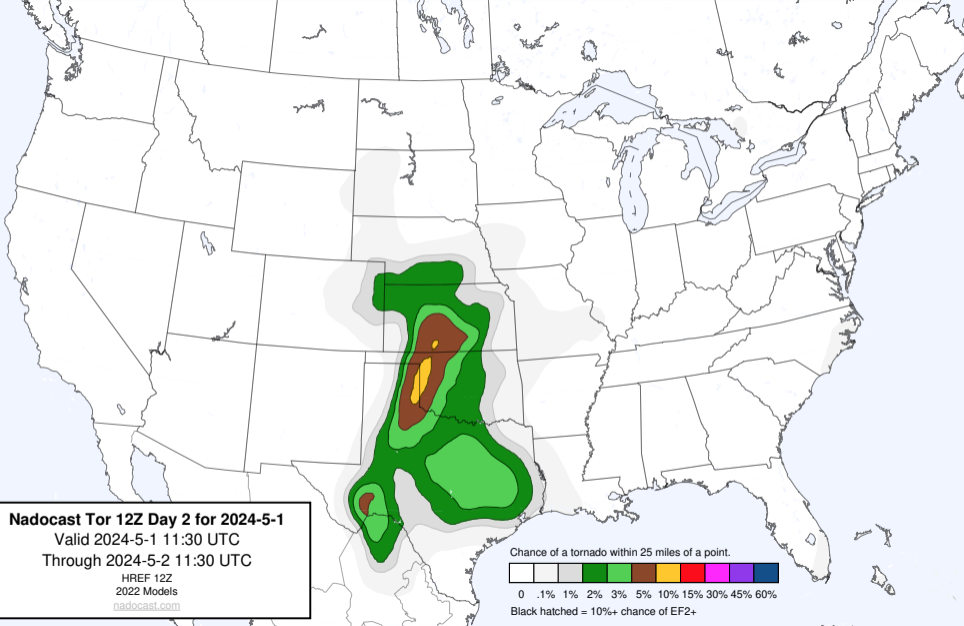 Nadocast Tor 12Z Day 2 for 2024-5-1
Valid 2024-5-1 11:30 UTC
Through 2024-5-2 11:30 UTC
HREF 12Z
2022 Models
nadocast.com
Chance of a tornado within 25 miles of a point.
0 .1% 1% 2% 3% 5% 10% 15% 30% 45% 60%
Black hatched = 10%+ chance of EF2+